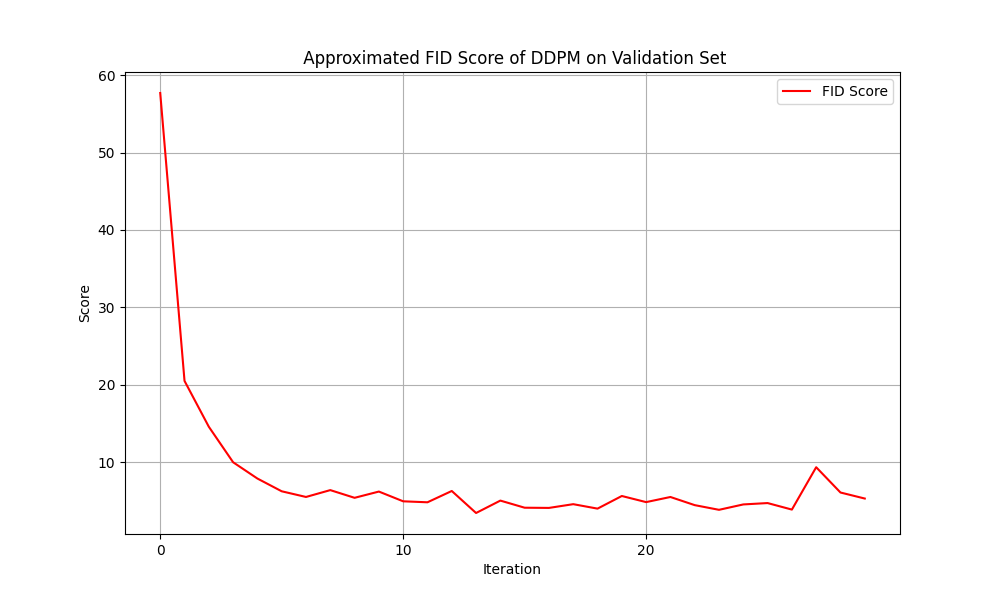 Approximated FID Score of DDPM on Validation Set
FID Score
60
50
40
30
20
10
Score
0
10
20
Iteration